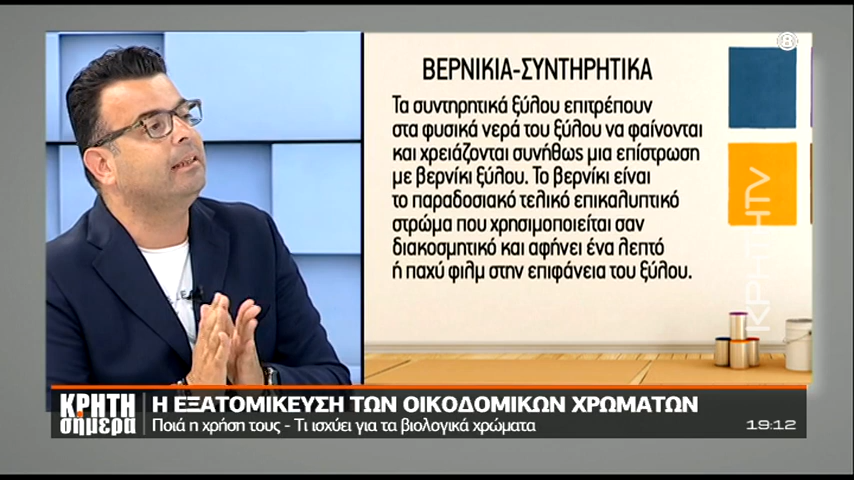 ΒΕΡΝΙΚΙΑ-ΣΥΝΤΗΡΗΤΙΚΑ
Τα συντηρητικά ξύλου επιτρέπουν
στα φυσικά νερά του ξύλου να φαίνονται
και χρειάζονται συνήθως μια επίστρωση
με βερνίκι ξύλου. Το βερνίκι είναι
το παραδοσιακό τελικό επικαλυπτικό
στρώμα που χρησιμοποιείται σαν
διακοσμητικό και αφήνει ένα λεπτό
ή παχύ φιλμ στην επιφάνεια του ξύλου.
8
ΚΡΗΤΗTV
ΚΡΗΤΗ
σήμερα
Η ΕΞΑΤΟΜΙΚΕΥΣΗ ΤΩΝ ΟΙΚΟΔΟΜΙΚΩΝ ΧΡΩΜΑΤΩΝ
Ποιά η χρήση τους - Τι ισχύει για τα βιολογικά χρώματα
19:12